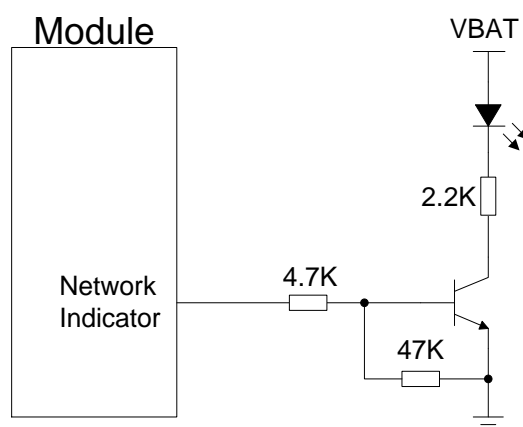 Module
VBAT
2.2K
4.7K
Network
Indicator
47K